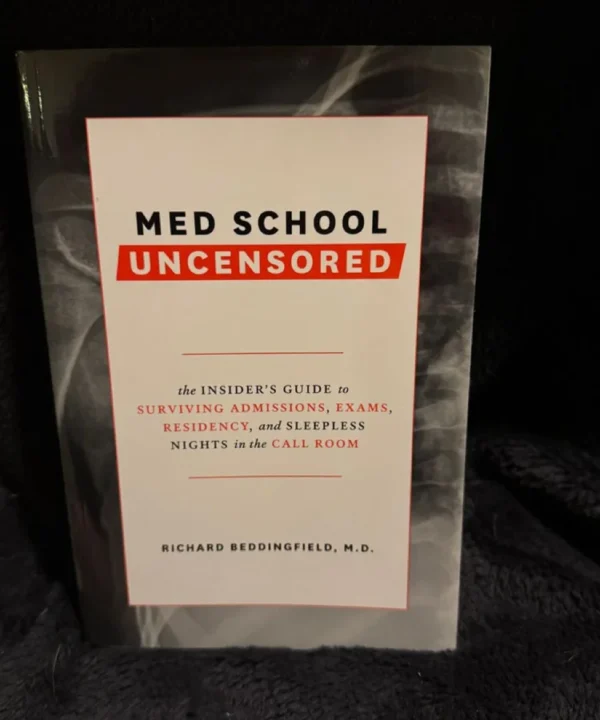 MED SCHOOL
UNCENSORED
the INSIDER'S GUIDE to
SURVIVING ADMISSIONS, EXAMS,
RESIDENCY, and SLEEPLESS
NIGHTS in the CALL ROOM
RICHARD BEDDINGFIELD, M.D.